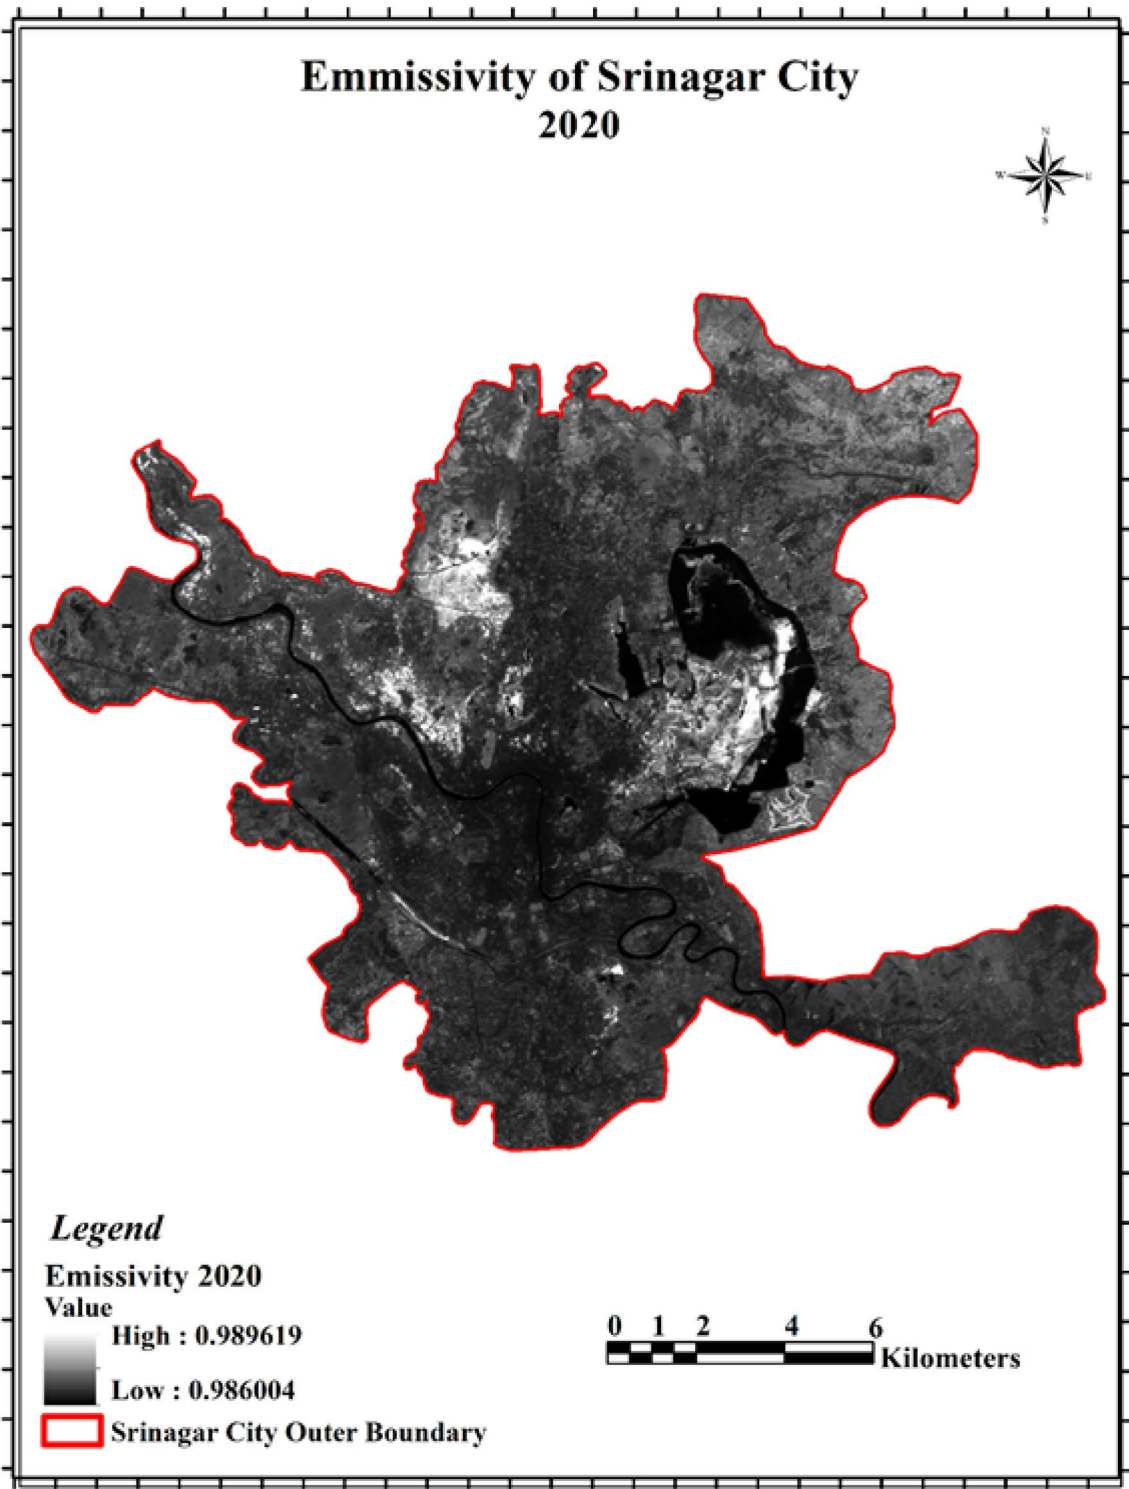 Emmissivity of Srinagar City
2020
N
W E
S
Legend
Emissivity 2020
Value
High : 0.989619
Low : 0.986004
Srinagar City Outer Boundary
0 1 2 4 6
Kilometers